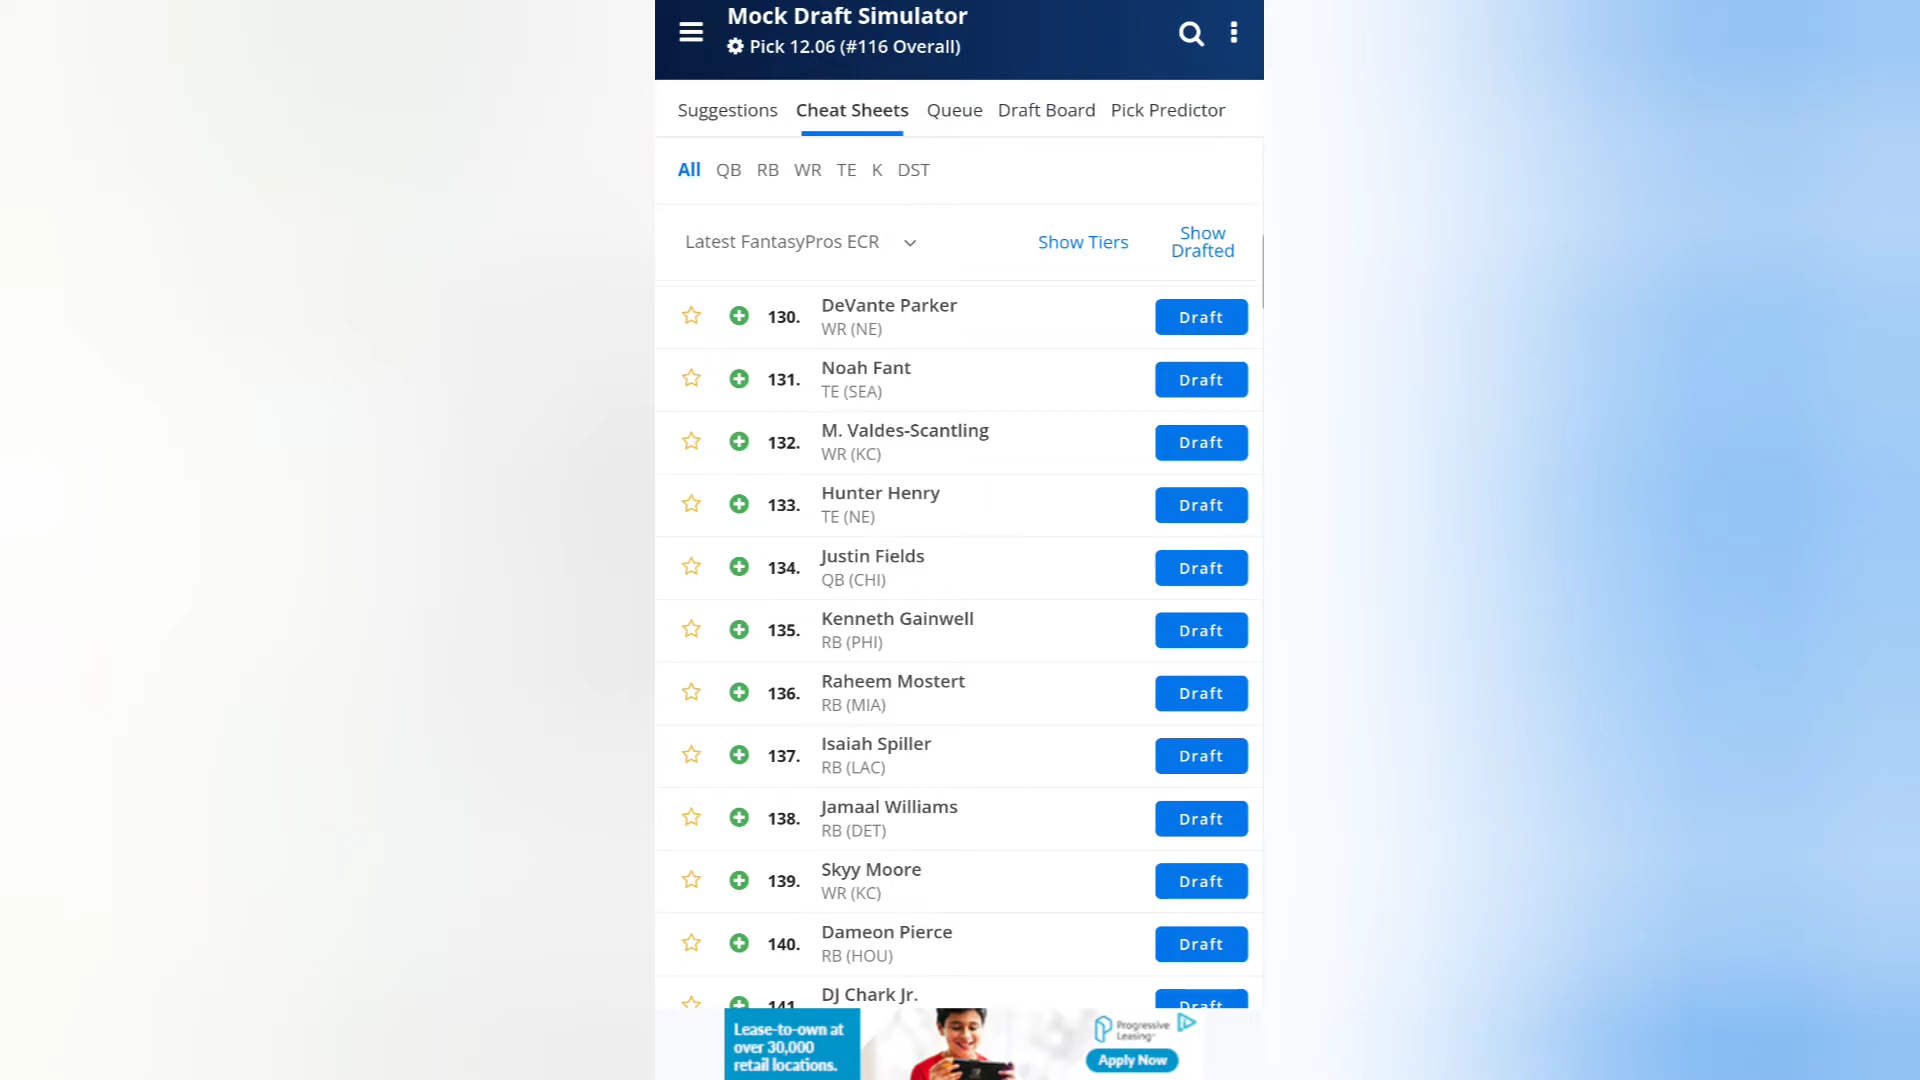 Mock Draft Simulator
Pick 12.06 (#116 Overall)
Suggestions Cheat Sheets Queue Draft Board Pick Predictor
All QB RB WR TE K DST
Latest FantasyPros ECR Show Tiers Show
Drafted
130. DeVante Parker Draft
WR (NE)
131. Noah Fant Draft
TE (SEA)
132. M. Valdes-Scantling Draft
WR (KC)
133. Hunter Henry Draft
TE (NE)
134. Justin Fields Draft
QB (CHI)
135. Kenneth Gainwell Draft
RB (PHI)
136. Raheem Mostert Draft
RB (MIA)
137. Isaiah Spiller Draft
RB (LAC)
138. Jamaal Williams Draft
RB (DET)
139. Skyy Moore Draft
WR (KC)
140. Dameon Pierce Draft
RB (HOU)
141. DJ Chark Jr. Draft
Lease-to-own at
over 30,000
retail locations.
Progressive
Leasing
Apply Now